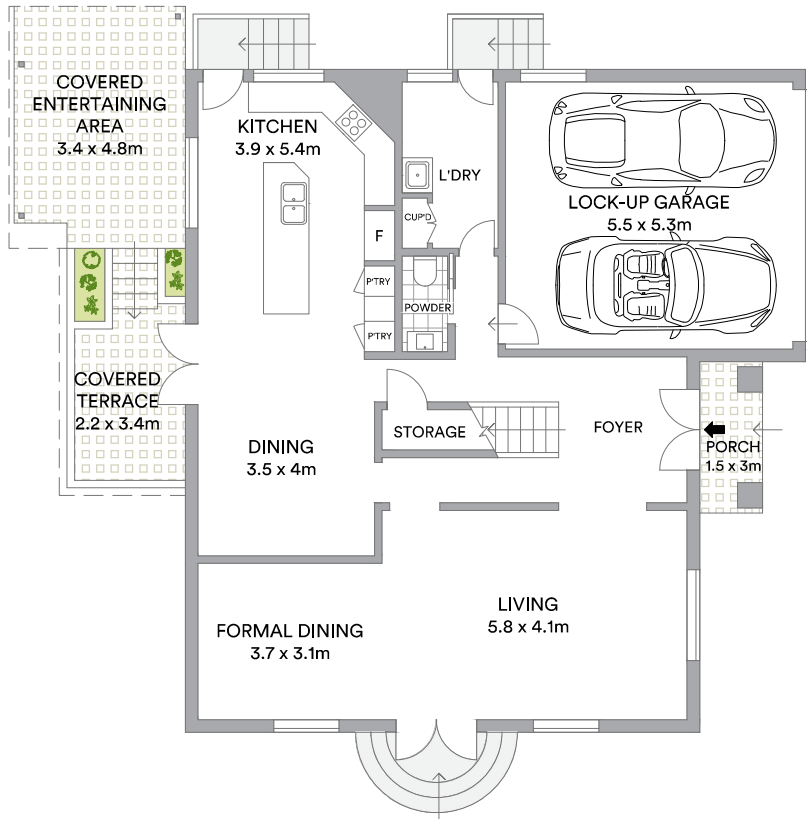 COVERED
ENTERTAINING
AREA
3.4 x 4.8m
KITCHEN
3.9 x 5.4m
L'DRY
LOCK-UP GARAGE
5.5 x 5.3m
CUP'D
F
P'TRY
POWDER
P'TRY
COVERED
TERRACE
2.2 x 3.4m
DINING
3.5 x 4m
STORAGE
FOYER
PORCH
1.5 x 3m
FORMAL DINING
3.7 x 3.1m
LIVING
5.8 x 4.1m